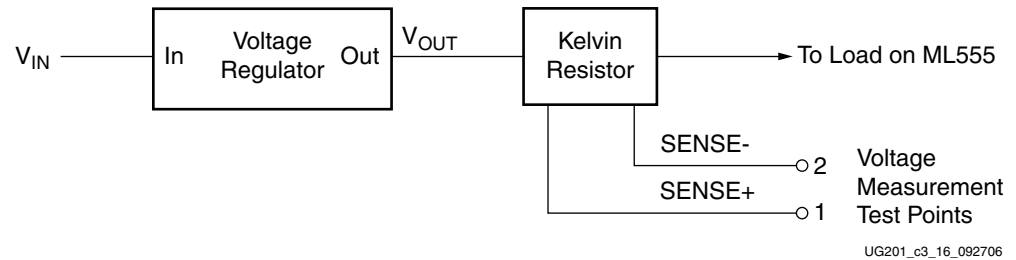 V_IN
In
Voltage
Regulator
Out
V_OUT
Kelvin
Resistor
To Load on ML555
SENSE-
2
SENSE+
1
Voltage
Measurement
Test Points
UG201_c3_16_092706